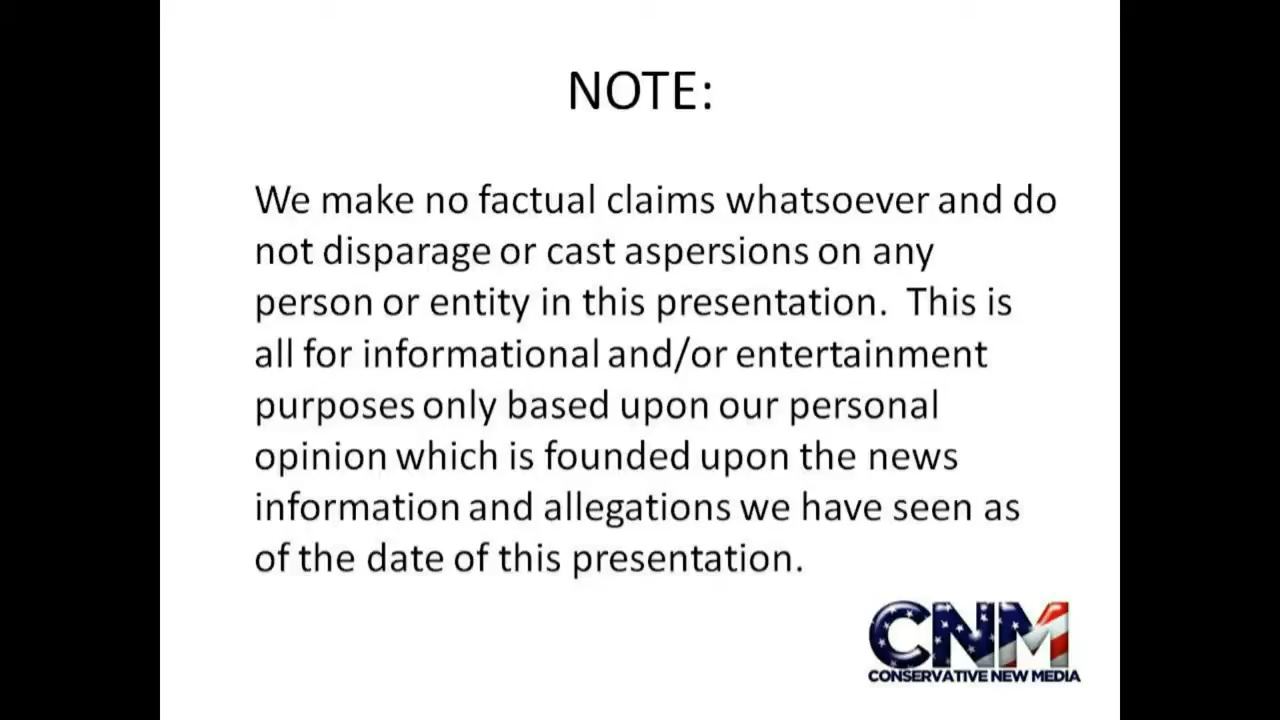 NOTE:
We make no factual claims whatsoever and do
not disparage or cast aspersions on any
person or entity in this presentation.  This is
all for informational and/or entertainment
purposes only based upon our personal
opinion which is founded upon the news
information and allegations we have seen as
of the date of this presentation.
CNM
CONSERVATIVE NEW MEDIA